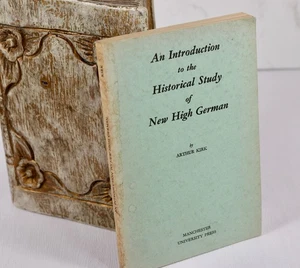 An Introduction
to the
Historical Study
of
New High German
by
ARTHUR KIRK
MANCHESTER
UNIVERSITY PRESS